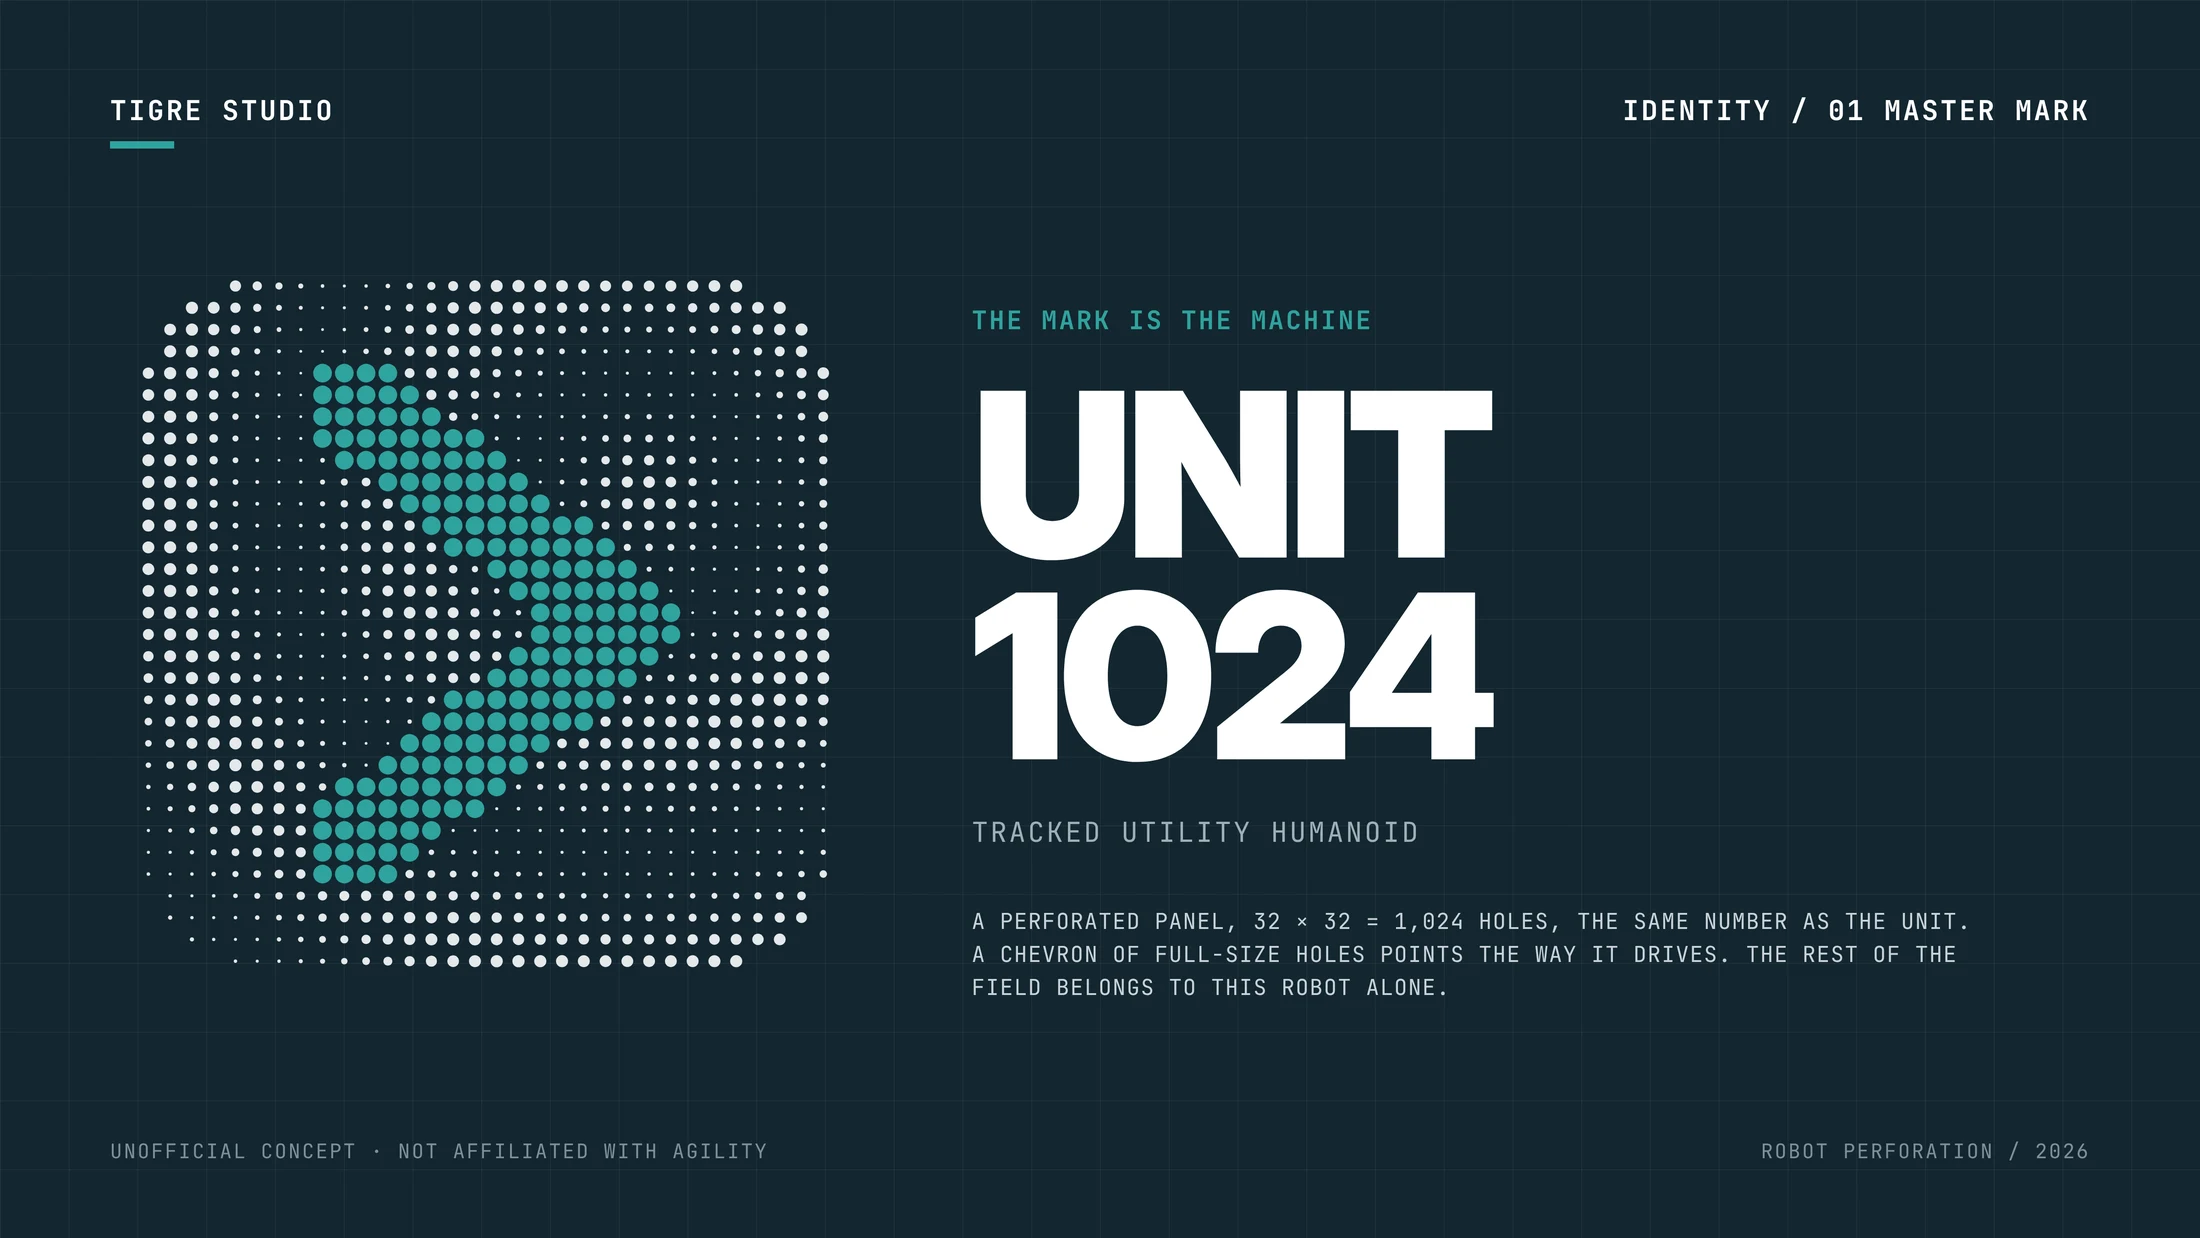 TIGRE STUDIO
IDENTITY / 01 MASTER MARK
THE MARK IS THE MACHINE
UNIT
1024
TRACKED UTILITY HUMANOID
A PERFORATED PANEL, 32 × 32 = 1,024 HOLES, THE SAME NUMBER AS THE UNIT.
A CHEVRON OF FULL-SIZE HOLES POINTS THE WAY IT DRIVES. THE REST OF THE
FIELD BELONGS TO THIS ROBOT ALONE.
UNOFFICIAL CONCEPT · NOT AFFILIATED WITH AGILITY
ROBOT PERFORATION / 2026